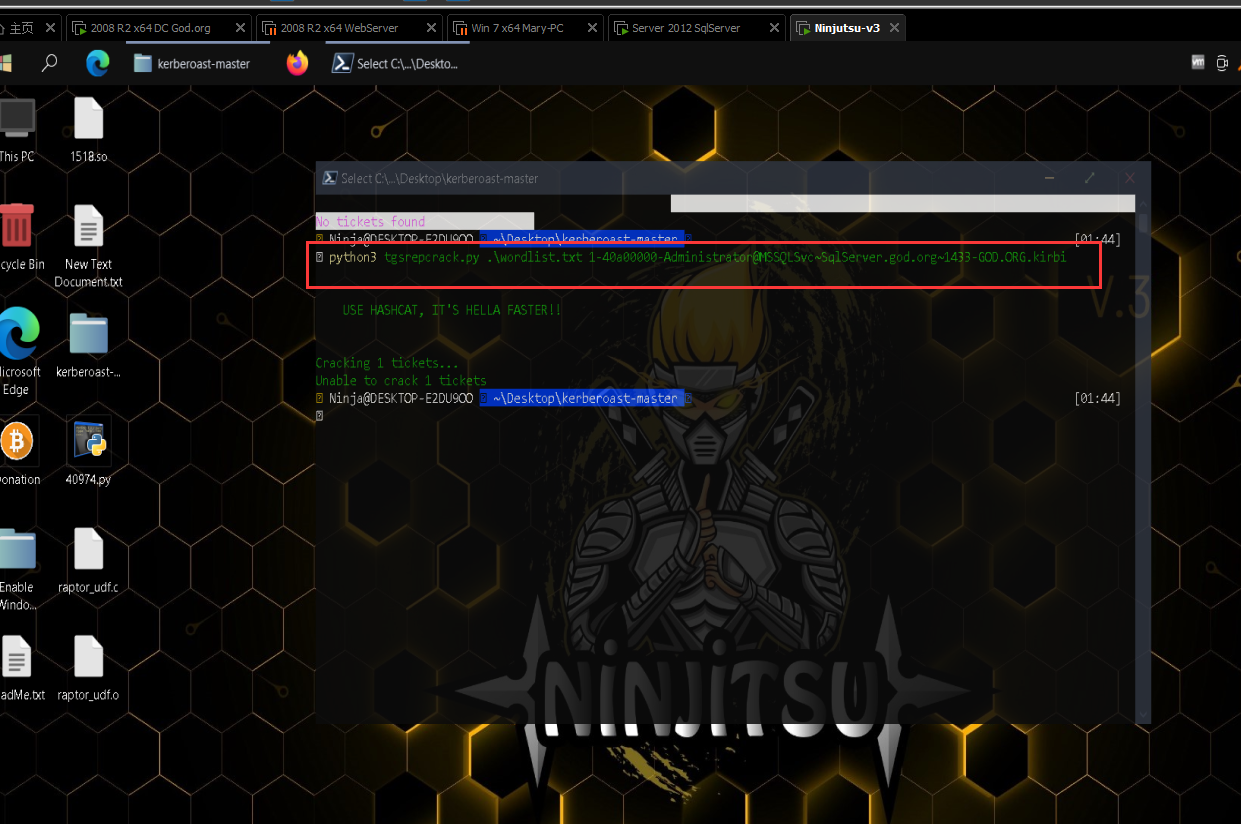 主页
2008 R2 x64 DC God.org
2008 R2 x64 WebServer
Win 7 x64 Mary-PC
Server 2012 SqlServer
Ninjutsu-v3
kerberoast-master
Select C:\...\Deskto...
vm
This PC
1518.so
Select C:\...\Desktop\kerberoast-master
No tickets found
Ninja@DESKTOP-E2DU9OO ~\Desktop\kerberoast-master [01:44]
python3 tgsrepcrack.py .\wordlist.txt 1-40a00000-Administrator@MSSQLSvc~SqlServer.god.org~1433-GOD.ORG.kirbi
cycle Bin
New Text
Document.txt
V.3
USE HASHCAT, IT'S HELLA FASTER!!
Cracking 1 tickets...
Unable to crack 1 tickets
Ninja@DESKTOP-E2DU9OO ~\Desktop\kerberoast-master [01:44]
icrosoft
Edge
kerberoast-...
onation
40974.py
Enable
Windo...
raptor_udf.c
adMe.txt
raptor_udf.o
NiNJiTSU